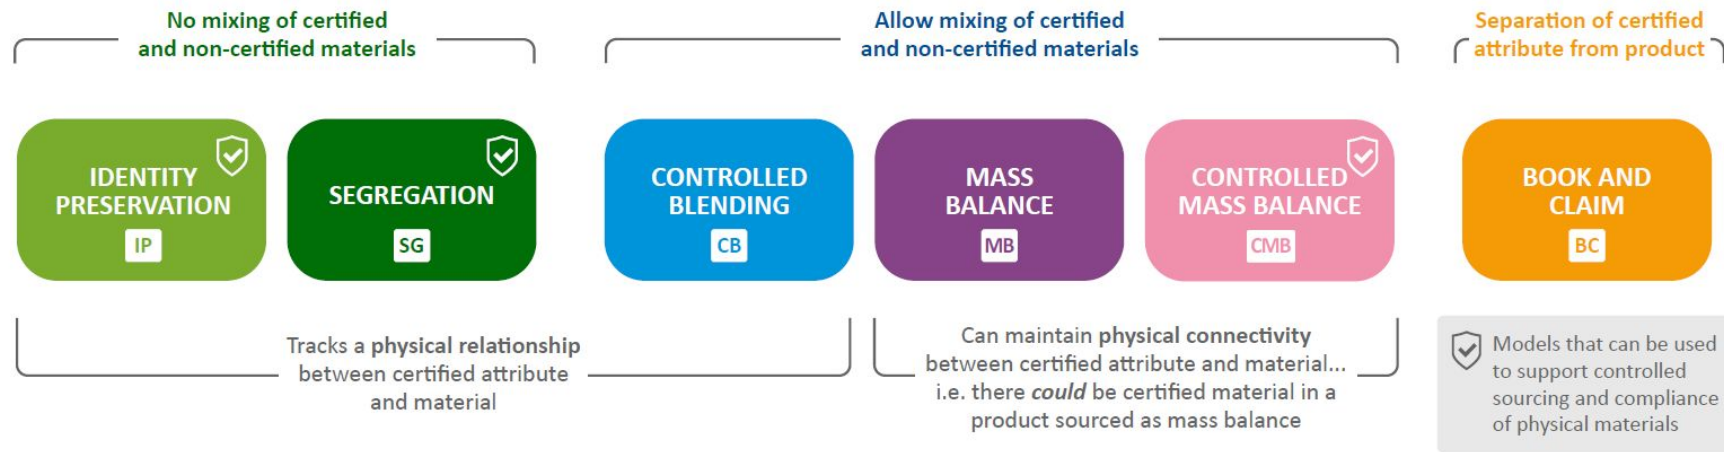 No mixing of certified
and non-certified materials
Allow mixing of certified
and non-certified materials
Separation of certified
attribute from product
IDENTITY
PRESERVATION
IP
SEGREGATION
SG
CONTROLLED
BLENDING
CB
MASS
BALANCE
MB
CONTROLLED
MASS BALANCE
CMB
BOOK AND
CLAIM
BC
Tracks a physical relationship
between certified attribute
and material
Can maintain physical connectivity
between certified attribute and material...
i.e. there could be certified material in a
product sourced as mass balance
Models that can be used
to support controlled
sourcing and compliance
of physical materials